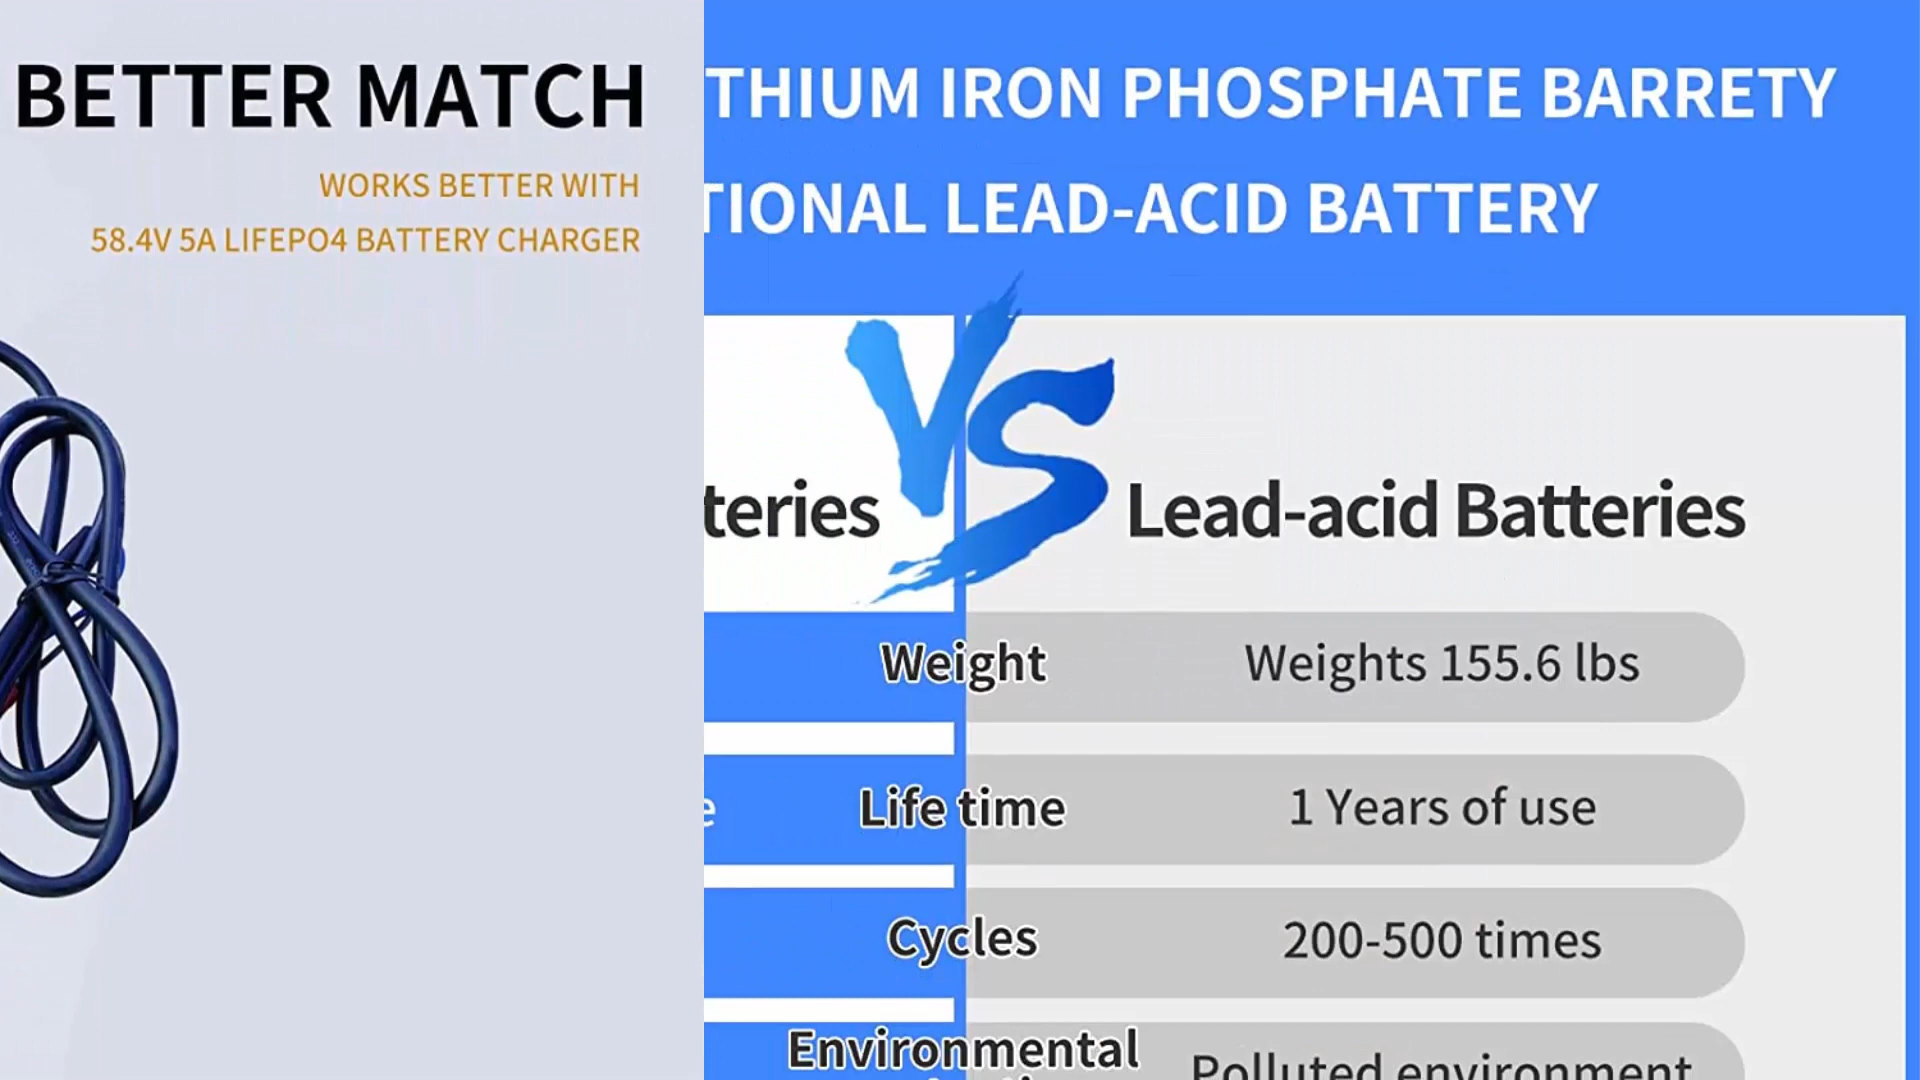 BETTER MATCH
WORKS BETTER WITH
58.4V 5A LIFEPO4 BATTERY CHARGER
THIUM IRON PHOSPHATE BARRETY
TIONAL LEAD-ACID BATTERY
VS
teries
Lead-acid Batteries
Weight
Weights 155.6 lbs
e
Life time
1 Years of use
Cycles
200-500 times
Environmental
Polluted environment